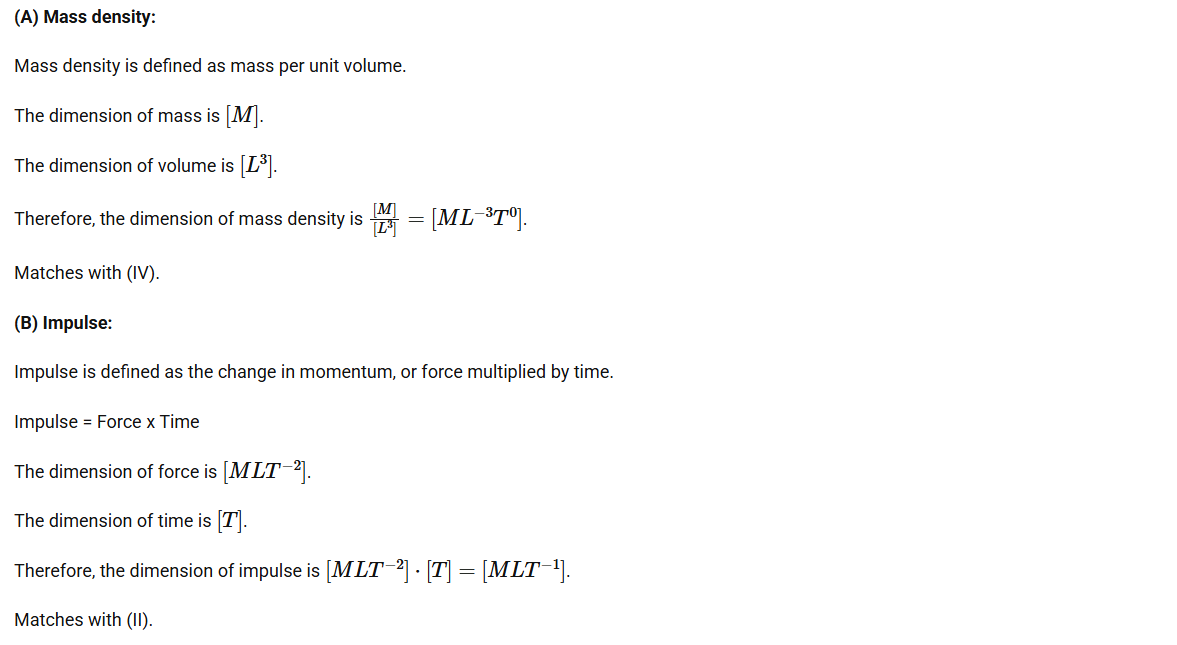 (A) Mass density:
Mass density is defined as mass per unit volume.
The dimension of mass is $[M]$.
The dimension of volume is $[L^3]$.
Therefore, the dimension of mass density is $\frac{[M]}{[L^3]} = [ML^{-3}T^0]$.
Matches with (IV).
(B) Impulse:
Impulse is defined as the change in momentum, or force multiplied by time.
Impulse = Force x Time
The dimension of force is $[MLT^{-2}]$.
The dimension of time is $[T]$.
Therefore, the dimension of impulse is $[MLT^{-2}] \cdot [T] = [MLT^{-1}]$.
Matches with (II).